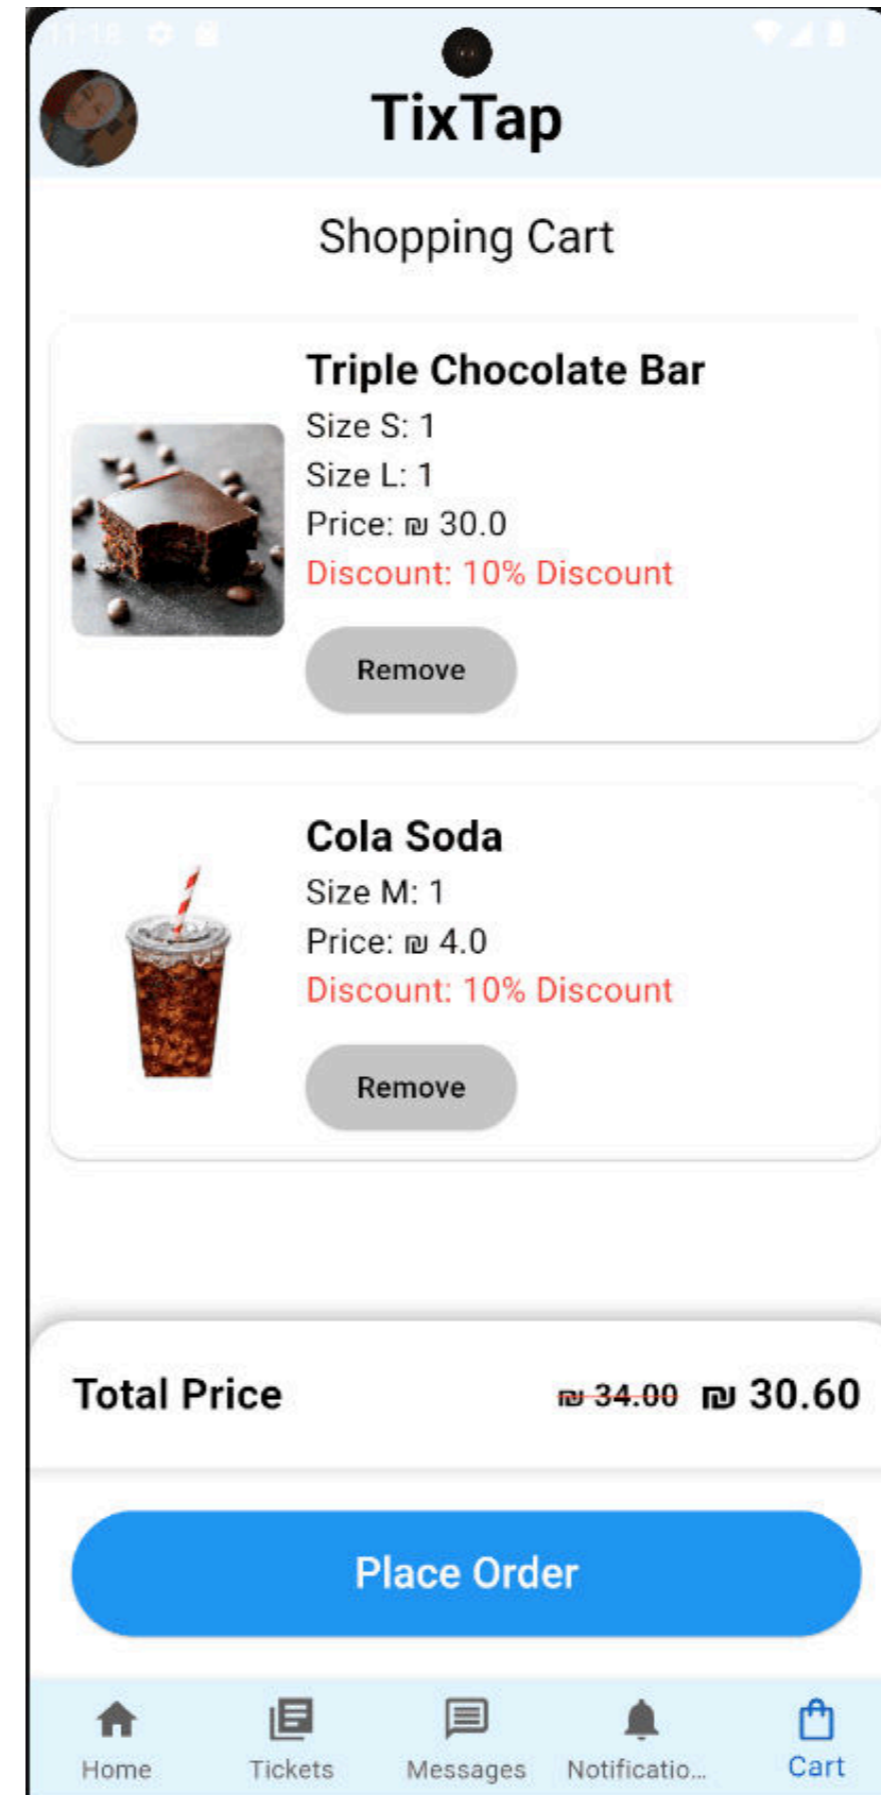 11:18
TixTap
Shopping Cart
Triple Chocolate Bar
Size S: 1
Size L: 1
Price: ₪ 30.0
Discount: 10% Discount
Remove
Cola Soda
Size M: 1
Price: ₪ 4.0
Discount: 10% Discount
Remove
Total Price ₪ 34.00 ₪ 30.60
Place Order
Home Tickets Messages Notificatio... Cart